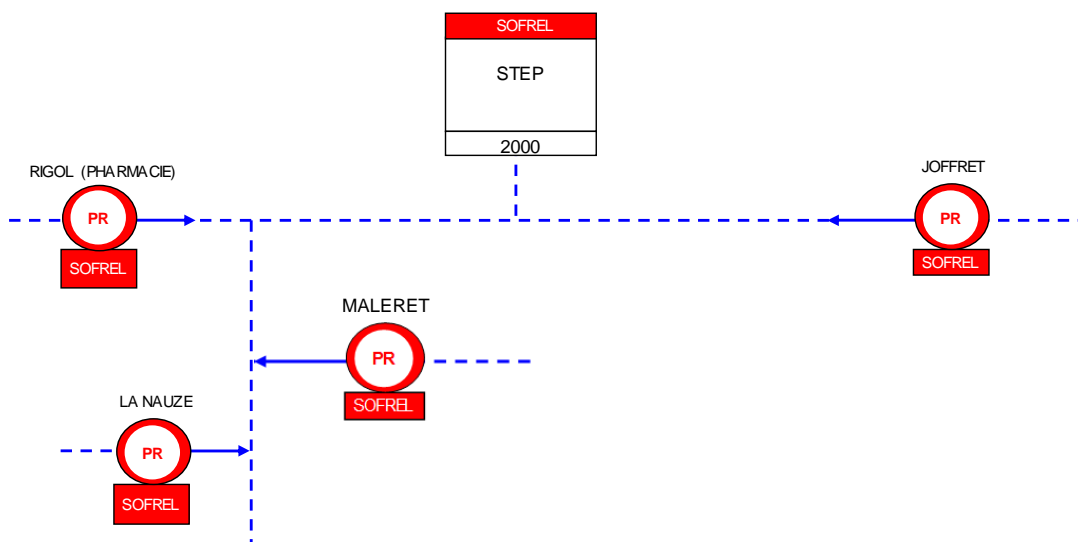 SOFREL
STEP
2000
RIGOL (PHARMACIE)
PR
SOFREL
JOFFRET
PR
SOFREL
MALERET
PR
SOFREL
LA NAUZE
PR
SOFREL